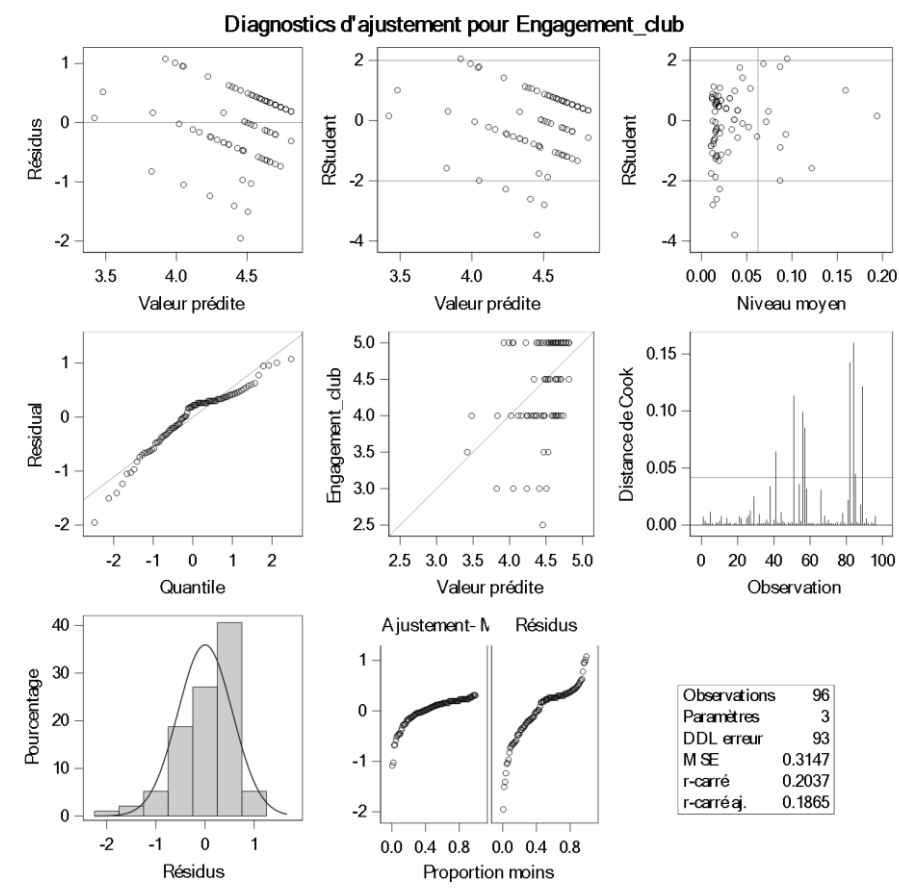 Diagnostics d'ajustement pour Engagement_club
Résidus
1
0
-1
-2
3.5 4.0 4.5
Valeur prédite
RStudent
2
0
-2
-4
3.5 4.0 4.5
Valeur prédite
RStudent
2
0
-2
-4
0.00 0.05 0.10 0.15 0.20
Niveau moyen
Residual
1
0
-1
-2
-2 -1 0 1 2
Quantile
Engagement_club
5.0
4.5
4.0
3.5
3.0
2.5
2.5 3.0 3.5 4.0 4.5 5.0
Valeur prédite
Distance de Cook
0.15
0.10
0.05
0.00
0 20 40 60 80 100
Observation
Pourcentage
40
30
20
10
0
-2 -1 0 1
Résidus
Ajustement- M
Résidus
1
0
-1
-2
0.0 0.4 0.8
0.0 0.4 0.8
Proportion moins
Observations 96
Paramètres 3
DDL erreur 93
MSE 0.3147
r-carré 0.2037
r-carré aj. 0.1865